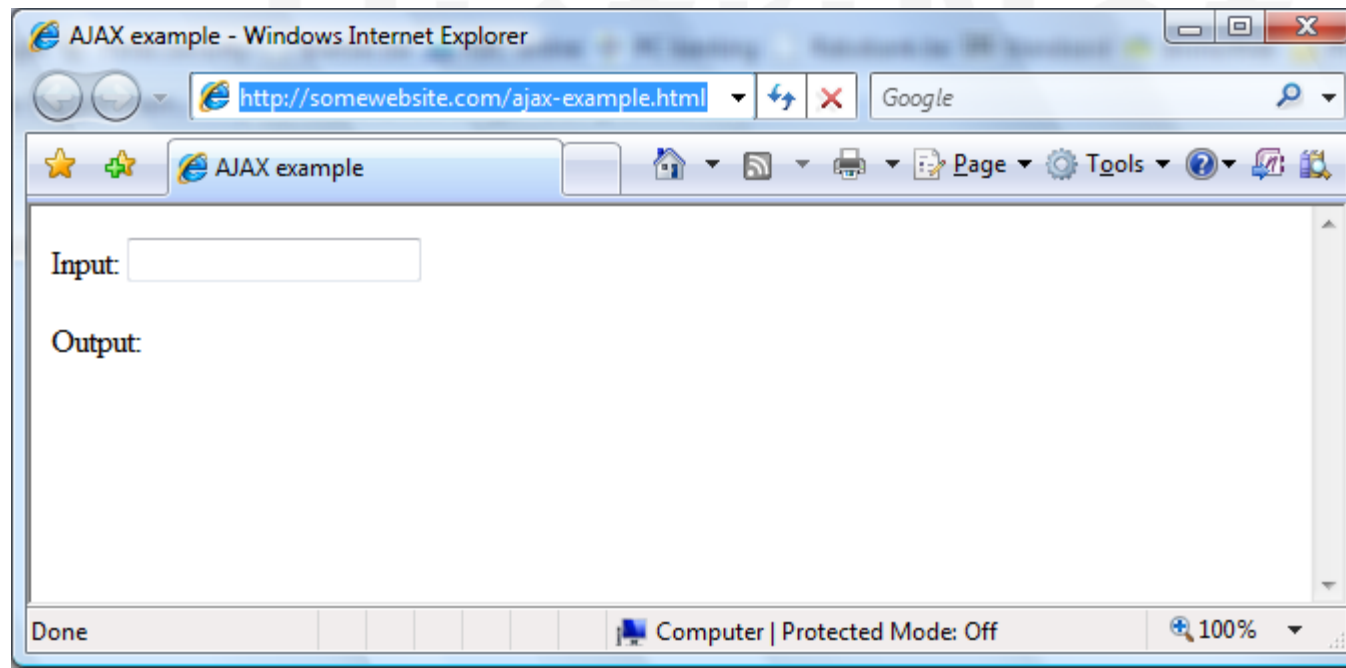 AJAX example - Windows Internet Explorer
http://somewebsite.com/ajax-example.html
Google
AJAX example
Page
Tools
Input:
Output:
Done
Computer | Protected Mode: Off
100%